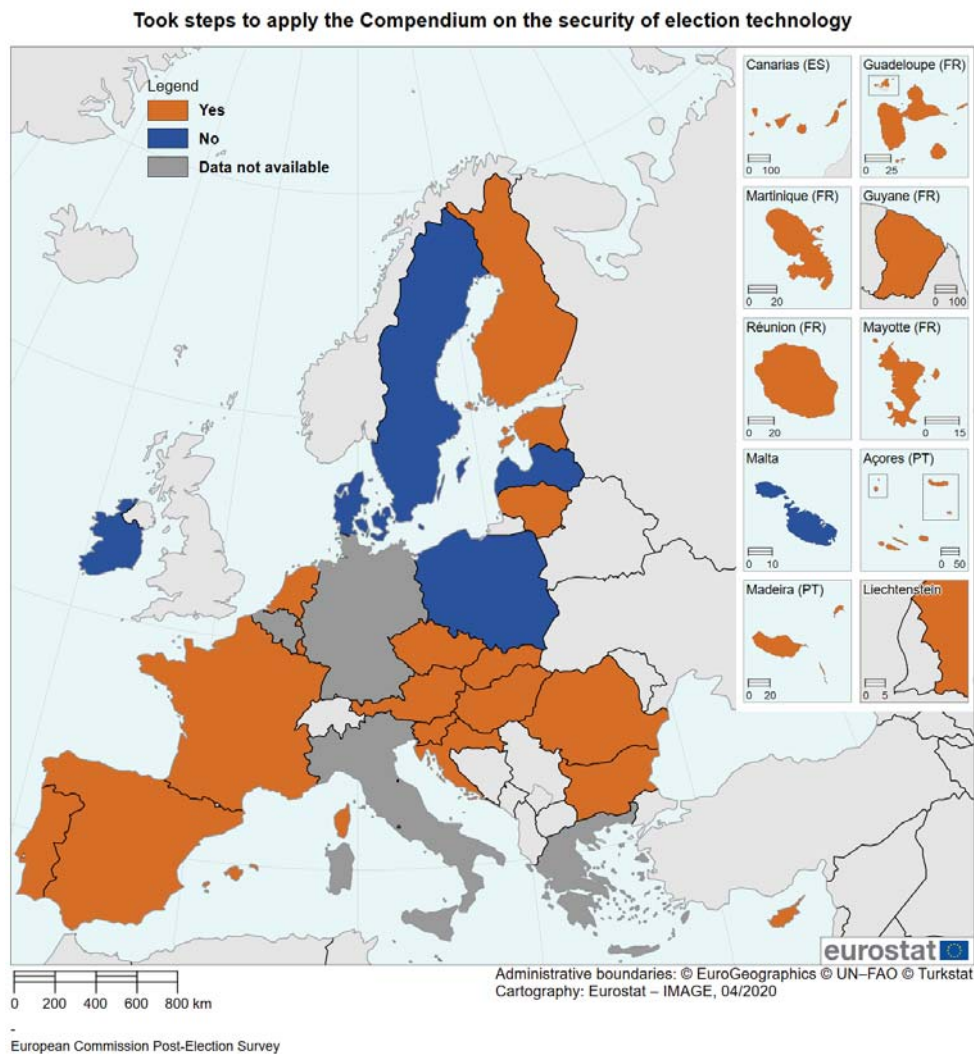 Took steps to apply the Compendium on the security of election technology
Legend
Yes
No
Data not available
Canarias (ES)
0 100
Guadeloupe (FR)
0 25
Martinique (FR)
0 20
Guyane (FR)
0 100
Réunion (FR)
0 20
Mayotte (FR)
0 15
Malta
0 10
Açores (PT)
0 50
Madeira (PT)
0 20
Liechtenstein
0 5
eurostat
Administrative boundaries: © EuroGeographics © UN–FAO © Turkstat
Cartography: Eurostat – IMAGE, 04/2020
0 200 400 600 800 km
-
European Commission Post-Election Survey